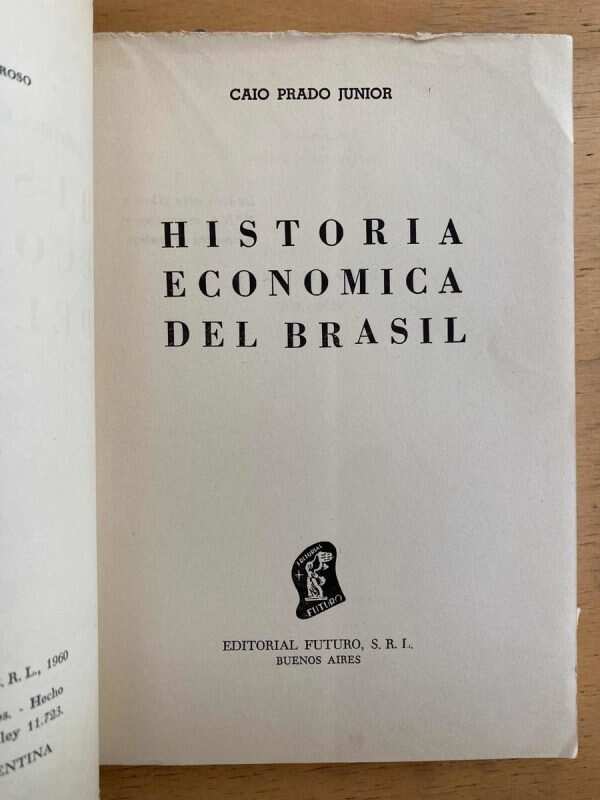 ROSO
CAIO PRADO JUNIOR
HISTORIA
ECONOMICA
DEL BRASIL
EDITORIAL
FUTURO
EDITORIAL FUTURO, S. R. L.
BUENOS AIRES
R. L., 1960
- Hecho
ley 11.723.
ENTINA